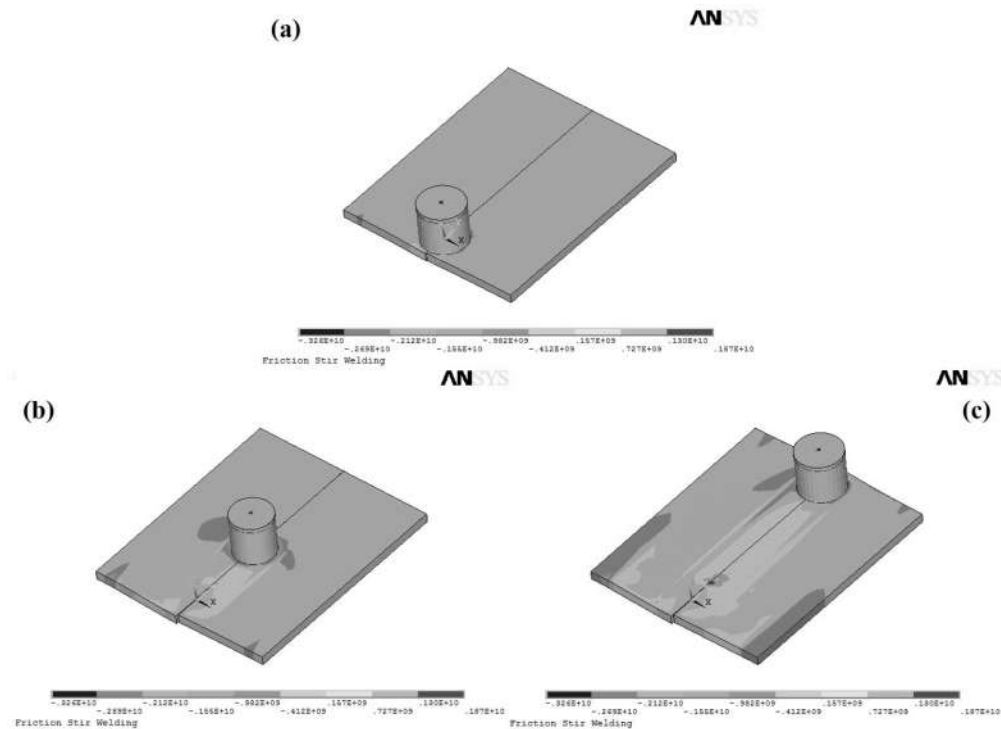 (a)
ANSYS
X
-.326E+10 -.212E+10 -.982E+09 .157E+09 .130E+10
-.269E+10 -.155E+10 -.412E+09 .727E+09 .187E+10
Friction Stir Welding
ANSYS
(b)
X
-.326E+10 -.212E+10 -.982E+09 .157E+09 .130E+10
-.269E+10 -.155E+10 -.412E+09 .727E+09 .187E+10
Friction Stir Welding
ANSYS
(c)
X
-.326E+10 -.212E+10 -.982E+09 .157E+09 .130E+10
-.269E+10 -.155E+10 -.412E+09 .727E+09 .187E+10
Friction Stir Welding